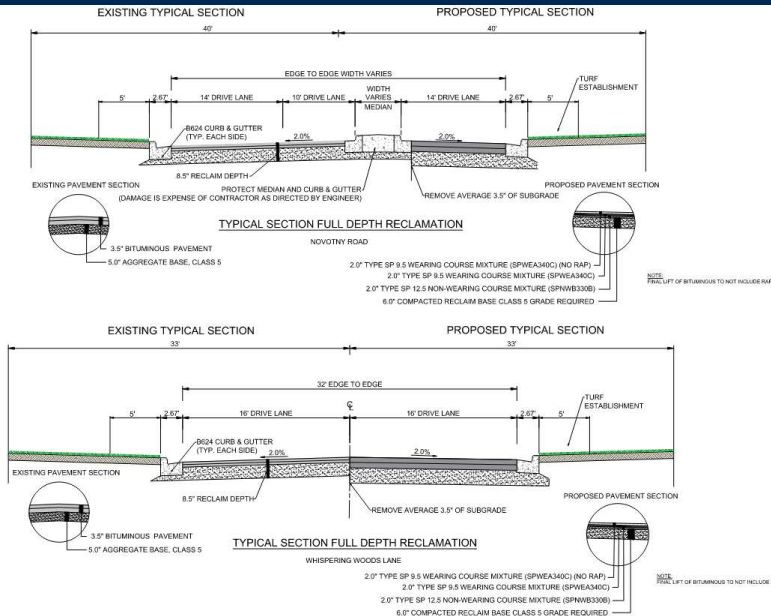 EXISTING TYPICAL SECTION
PROPOSED TYPICAL SECTION
40'
40'
EDGE TO EDGE WIDTH VARIES
TURF
ESTABLISHMENT
5'
2.67'
14' DRIVE LANE
10' DRIVE LANE
WIDTH
VARIES
MEDIAN
14' DRIVE LANE
2.67'
5'
B624 CURB & GUTTER
(TYP. EACH SIDE)
2.0%
2.0%
8.5" RECLAIM DEPTH
EXISTING PAVEMENT SECTION
PROTECT MEDIAN AND CURB & GUTTER
(DAMAGE IS EXPENSE OF CONTRACTOR AS DIRECTED BY ENGINEER)
REMOVE AVERAGE 3.5" OF SUBGRADE
PROPOSED PAVEMENT SECTION
TYPICAL SECTION FULL DEPTH RECLAMATION
NOVOTNY ROAD
3.5" BITUMINOUS PAVEMENT
5.0" AGGREGATE BASE, CLASS 5
2.0" TYPE SP 9.5 WEARING COURSE MIXTURE (SPWEA340C) (NO RAP)
2.0" TYPE SP 9.5 WEARING COURSE MIXTURE (SPWEA340C)
2.0" TYPE SP 12.5 NON-WEARING COURSE MIXTURE (SPNWB330B)
6.0" COMPACTED RECLAIM BASE CLASS 5 GRADE REQUIRED
NOTE:
FINAL LIFT OF BITUMINOUS TO NOT INCLUDE RAP
EXISTING TYPICAL SECTION
PROPOSED TYPICAL SECTION
33'
33'
32' EDGE TO EDGE
TURF
ESTABLISHMENT
5'
2.67'
16' DRIVE LANE
16' DRIVE LANE
2.67'
5'
B624 CURB & GUTTER
(TYP. EACH SIDE)
2.0%
2.0%
EXISTING PAVEMENT SECTION
8.5" RECLAIM DEPTH
REMOVE AVERAGE 3.5" OF SUBGRADE
PROPOSED PAVEMENT SECTION
3.5" BITUMINOUS PAVEMENT
5.0" AGGREGATE BASE, CLASS 5
TYPICAL SECTION FULL DEPTH RECLAMATION
WHISPERING WOODS LANE
2.0" TYPE SP 9.5 WEARING COURSE MIXTURE (SPWEA340C) (NO RAP)
2.0" TYPE SP 9.5 WEARING COURSE MIXTURE (SPWEA340C)
2.0" TYPE SP 12.5 NON-WEARING COURSE MIXTURE (SPNWB330B)
6.0" COMPACTED RECLAIM BASE CLASS 5 GRADE REQUIRED
NOTE:
FINAL LIFT OF BITUMINOUS TO NOT INCLUDE